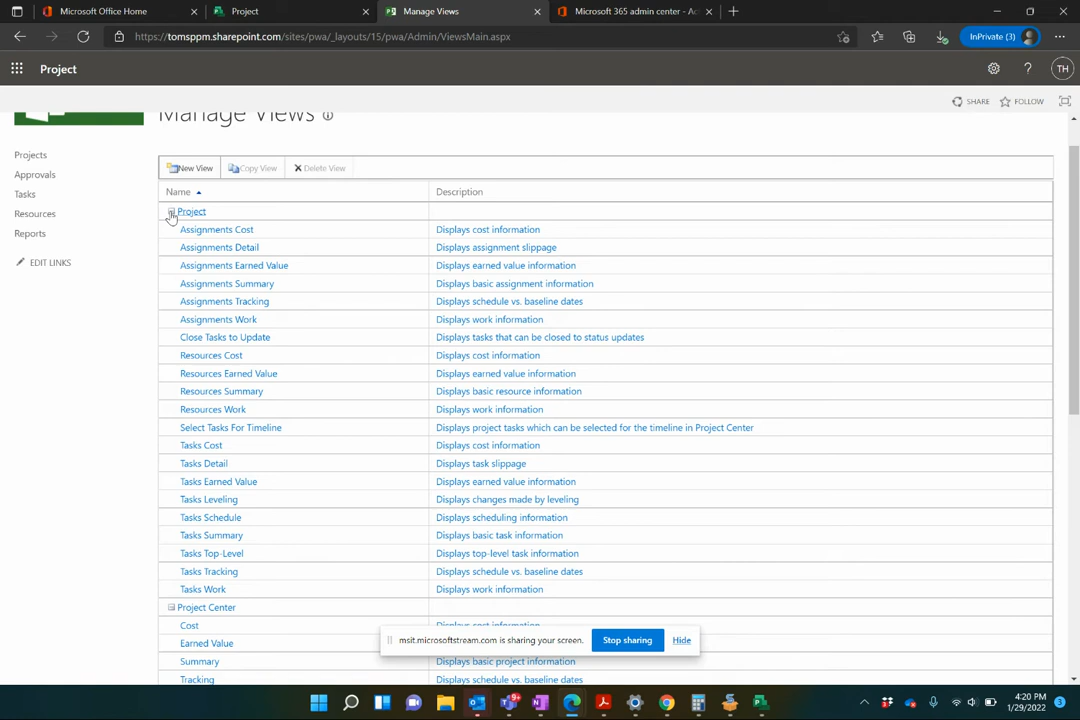 Microsoft Office Home
Project
Manage Views
Microsoft 365 admin center - Ac
https://tomsppm.sharepoint.com/sites/pwa/_layouts/15/pwa/Admin/ViewsMain.aspx
InPrivate (3)
Project
TH
SHARE
FOLLOW
Manage Views
Projects
Approvals
Tasks
Resources
Reports
EDIT LINKS
New View
Copy View
Delete View
Name
Description
Project
Assignments Cost
Displays cost information
Assignments Detail
Displays assignment slippage
Assignments Earned Value
Displays earned value information
Assignments Summary
Displays basic assignment information
Assignments Tracking
Displays schedule vs. baseline dates
Assignments Work
Displays work information
Close Tasks to Update
Displays tasks that can be closed to status updates
Resources Cost
Displays cost information
Resources Earned Value
Displays earned value information
Resources Summary
Displays basic resource information
Resources Work
Displays work information
Select Tasks For Timeline
Displays project tasks which can be selected for the timeline in Project Center
Tasks Cost
Displays cost information
Tasks Detail
Displays task slippage
Tasks Earned Value
Displays earned value information
Tasks Leveling
Displays changes made by leveling
Tasks Schedule
Displays scheduling information
Tasks Summary
Displays basic task information
Tasks Top-Level
Displays top-level task information
Tasks Tracking
Displays schedule vs. baseline dates
Tasks Work
Displays work information
Project Center
Cost
Displays cost information
Earned Value
Summary
Displays basic project information
Tracking
Displays schedule vs. baseline dates
msit.microsoftstream.com is sharing your screen.
Stop sharing
Hide
4:20 PM
1/29/2022
3